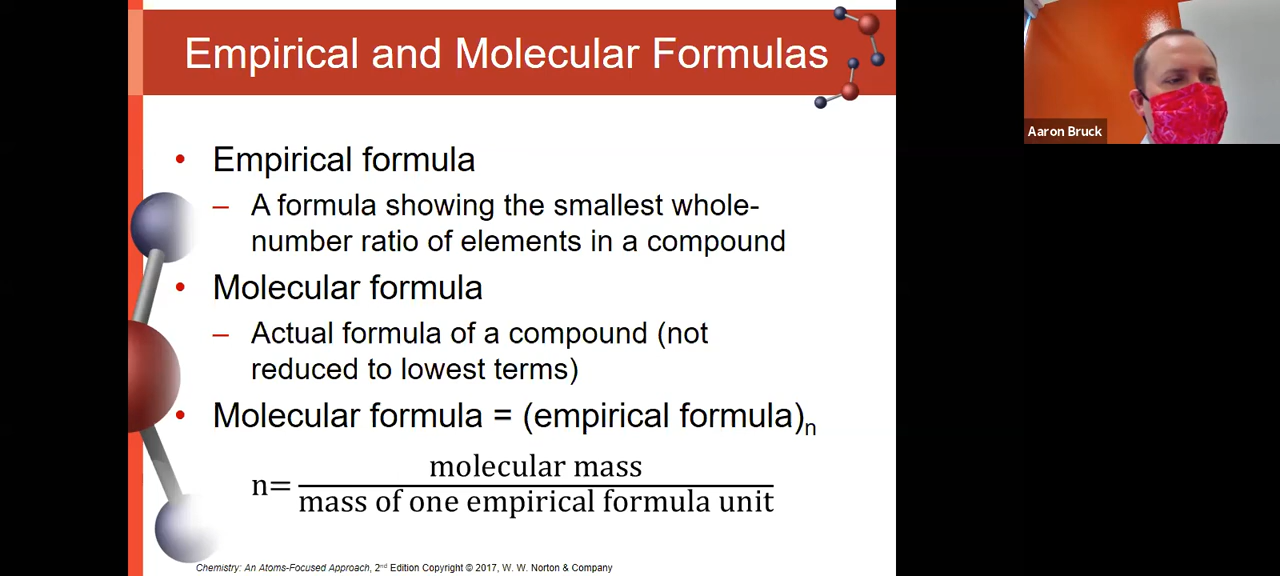 Empirical and Molecular Formulas
Aaron Bruck
• Empirical formula
– A formula showing the smallest whole-
number ratio of elements in a compound
• Molecular formula
– Actual formula of a compound (not
reduced to lowest terms)
• Molecular formula = (empirical formula)n
n= molecular mass
mass of one empirical formula unit
Chemistry: An Atoms-Focused Approach, 2nd Edition Copyright © 2017, W. W. Norton & Company